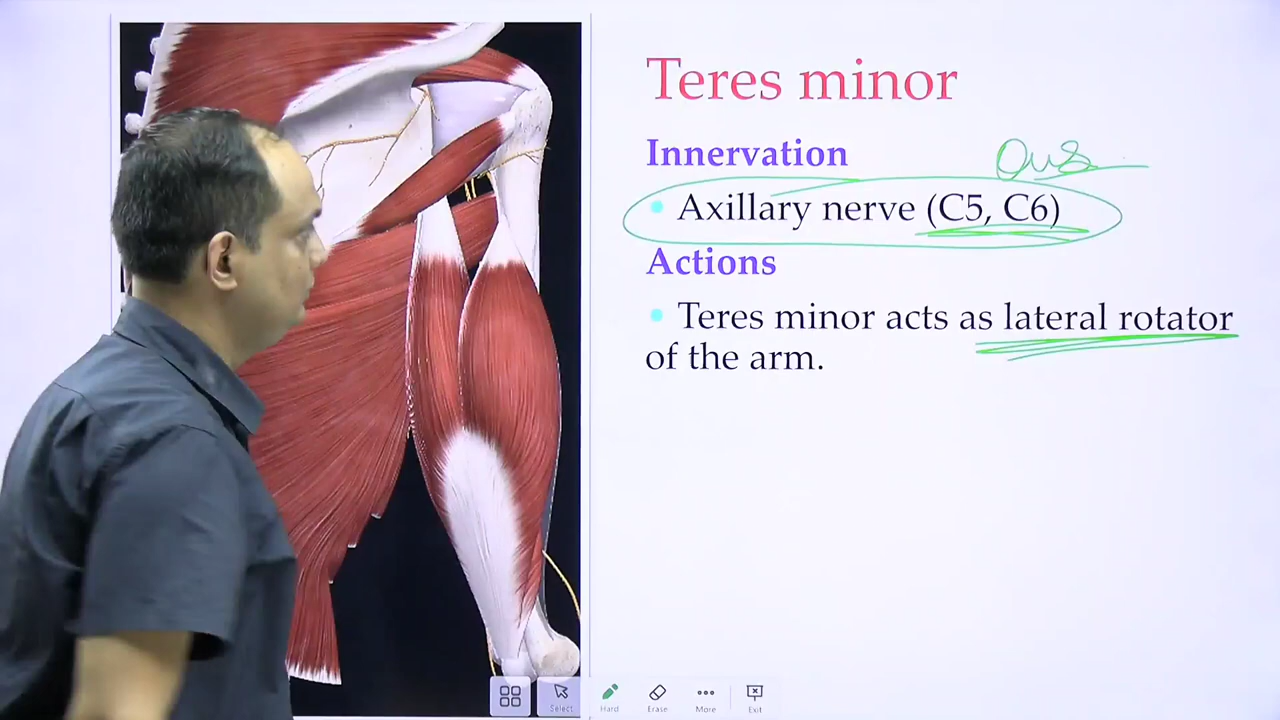 Teres minor
Innervation
Ous
• Axillary nerve (C5, C6)
Actions
• Teres minor acts as lateral rotator
of the arm.
Select
Hard
Erase
More
Exit